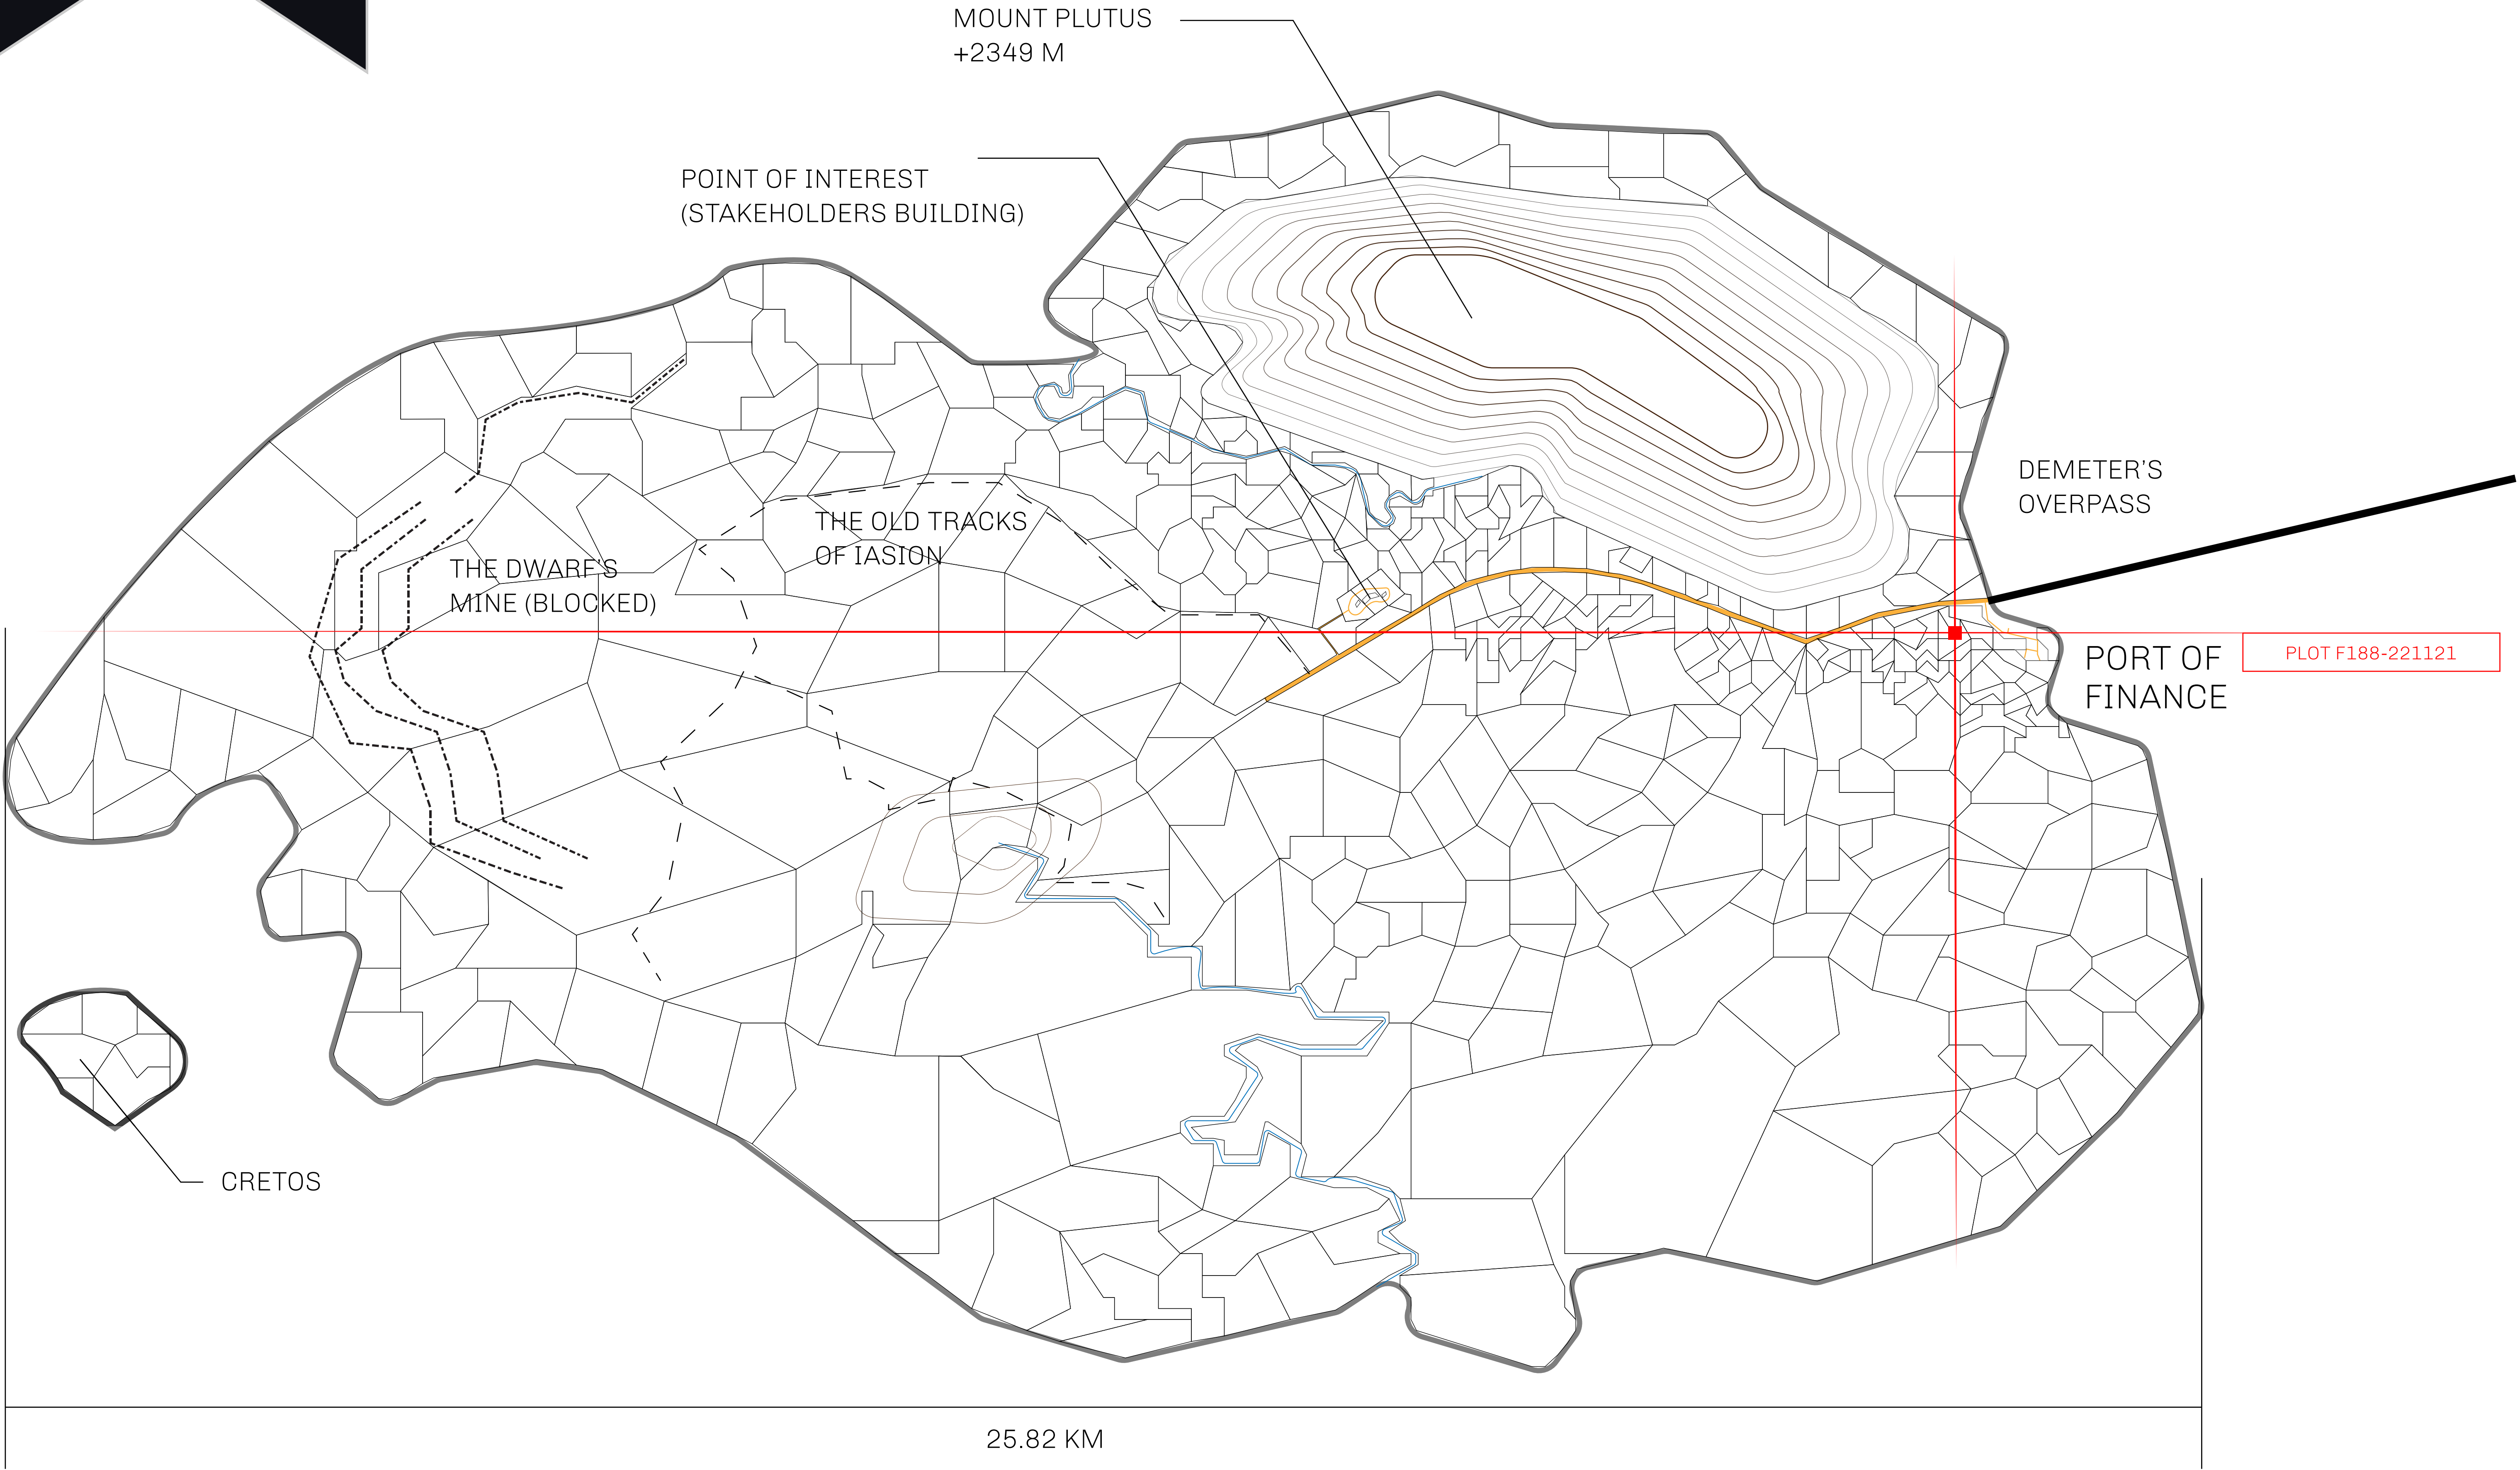 MOUNT PLUTUS
+2349 M
POINT OF INTEREST
(STAKEHOLDERS BUILDING)
DEMETER'S
OVERPASS
THE OLD TRACKS
OF IASION
THE DWARF'S
MINE (BLOCKED)
PORT OF
FINANCE
PLOT F188-221121
CRETOS
25.82 KM